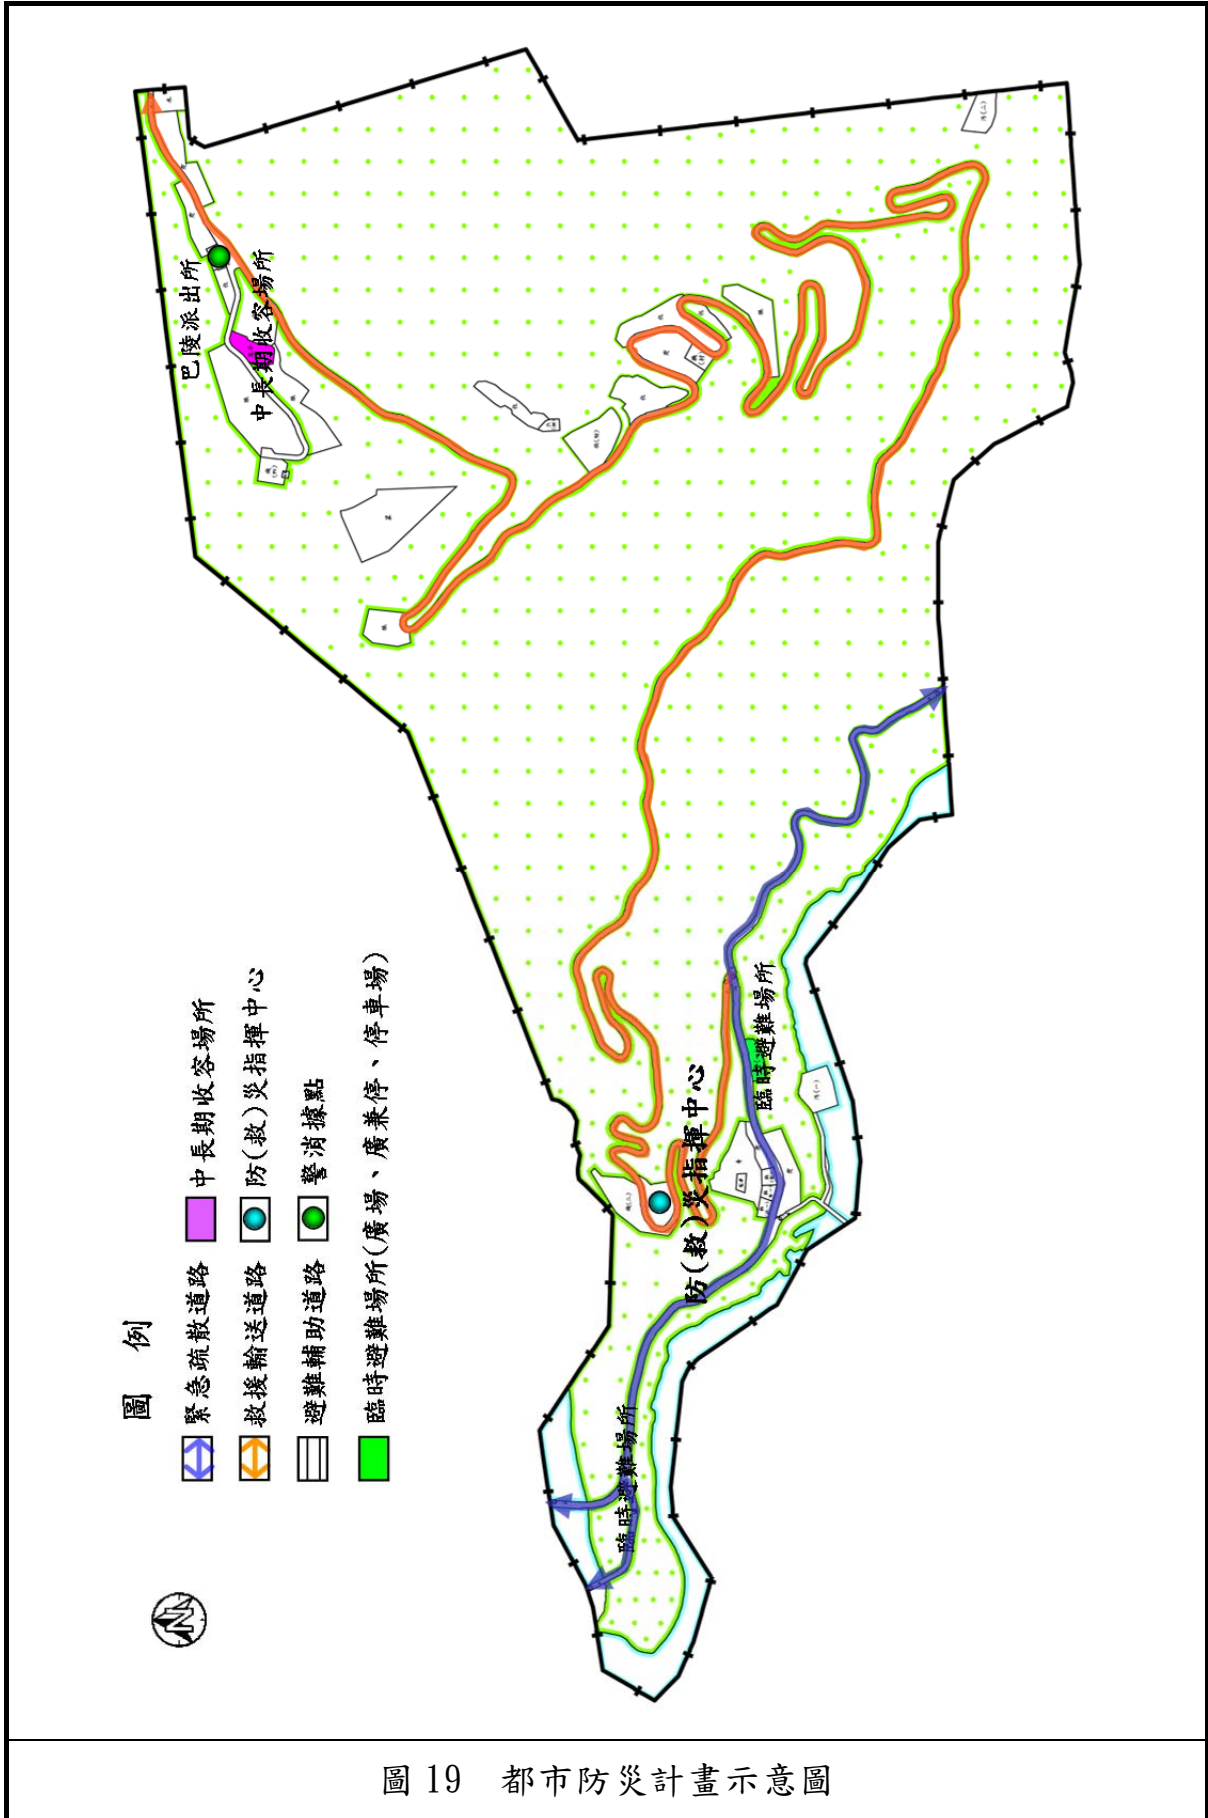 圖 例
緊急疏散道路
中長期收容場所
救援輸送道路
防(救)災指揮中心
避難輔助道路
警消據點
臨時避難場所(廣場、廣兼停、停車場)
巴陵派出所
中長期收容場所
防(救)災指揮中心
臨時避難場所
臨時避難場所
N
圖 19 都市防災計畫示意圖